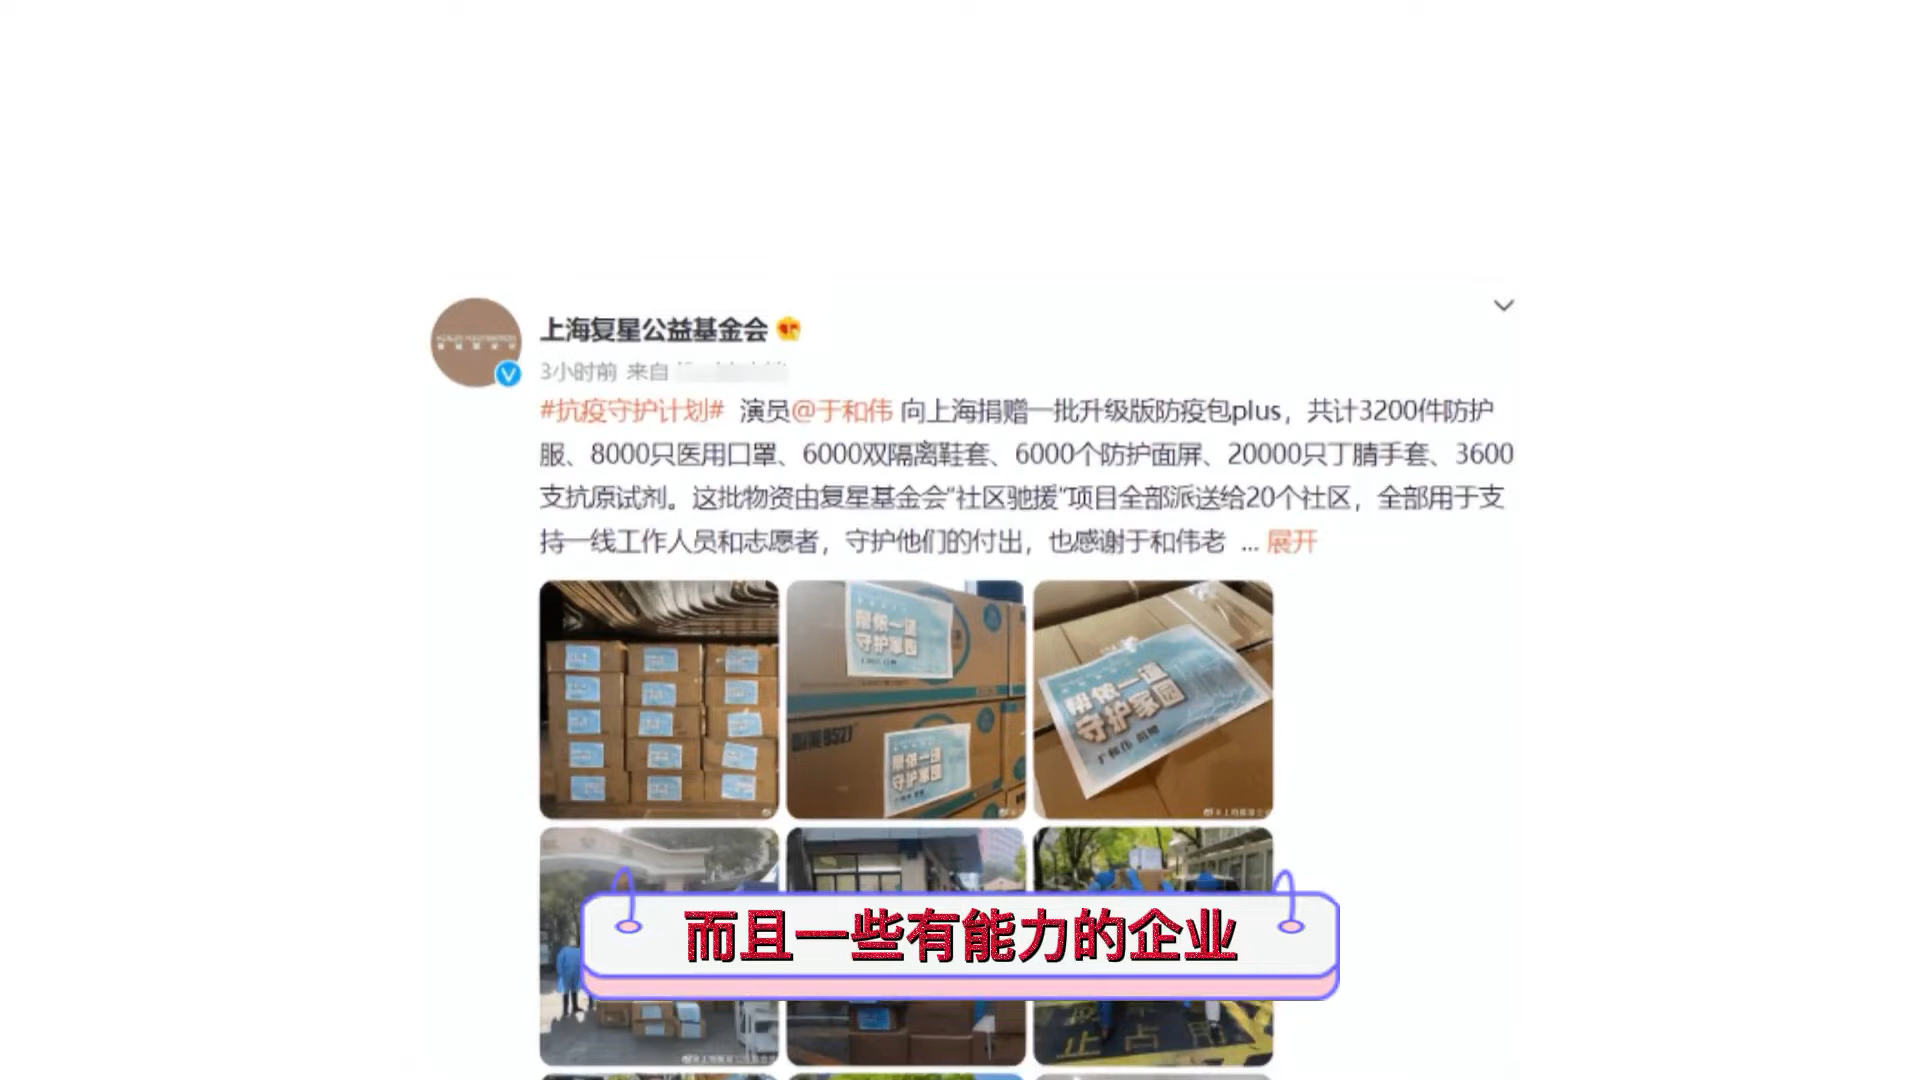 上海复星公益基金会
3小时前 来自
#抗疫守护计划# 演员@于和伟 向上海捐赠一批升级版防疫包plus，共计3200件防护
服、8000只医用口罩、6000双隔离鞋套、6000个防护面屏、20000只丁腈手套、3600
支抗原试剂。这批物资由复星基金会“社区驰援”项目全部派送给20个社区，全部用于支
持一线工作人员和志愿者，守护他们的付出，也感谢于和伟老 ... 展开
帮侬一道
守护家园
帮侬一道
守护家园
帮侬一道
守护家园
于和伟 捐赠
而且一些有能力的企业
止占用